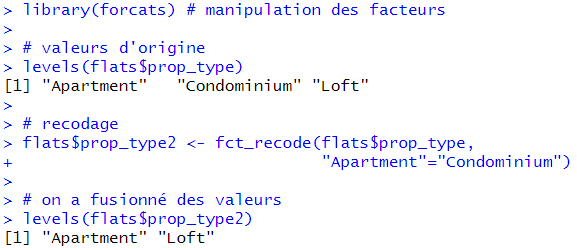 > library(forcats) # manipulation des facteurs
>
> # valeurs d'origine
> levels(flats$prop_type)
[1] "Apartment"   "Condominium" "Loft"
>
> # recodage
> flats$prop_type2 <- fct_recode(flats$prop_type,
+                                "Apartment"="Condominium")
>
> # on a fusionné des valeurs
> levels(flats$prop_type2)
[1] "Apartment" "Loft"